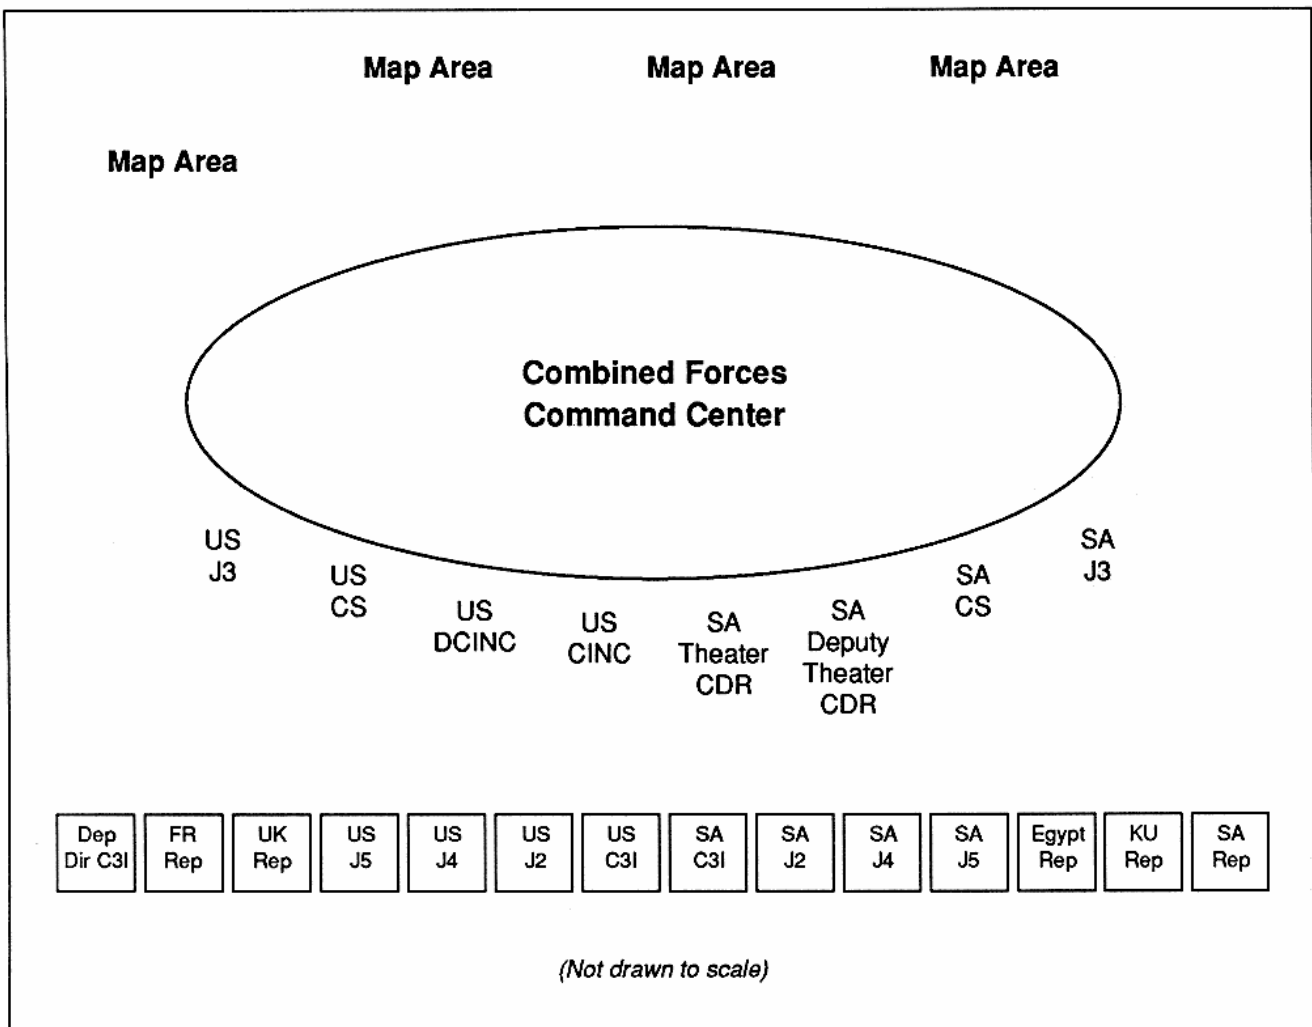 Map Area
Map Area
Map Area
Map Area
Combined Forces
Command Center
US
J3
US
CS
US
DCINC
US
CINC
SA
Theater
CDR
SA
Deputy
Theater
CDR
SA
CS
SA
J3
Dep
Dir C3I
FR
Rep
UK
Rep
US
J5
US
J4
US
J2
US
C3I
SA
C3I
SA
J2
SA
J4
SA
J5
Egypt
Rep
KU
Rep
SA
Rep
(Not drawn to scale)